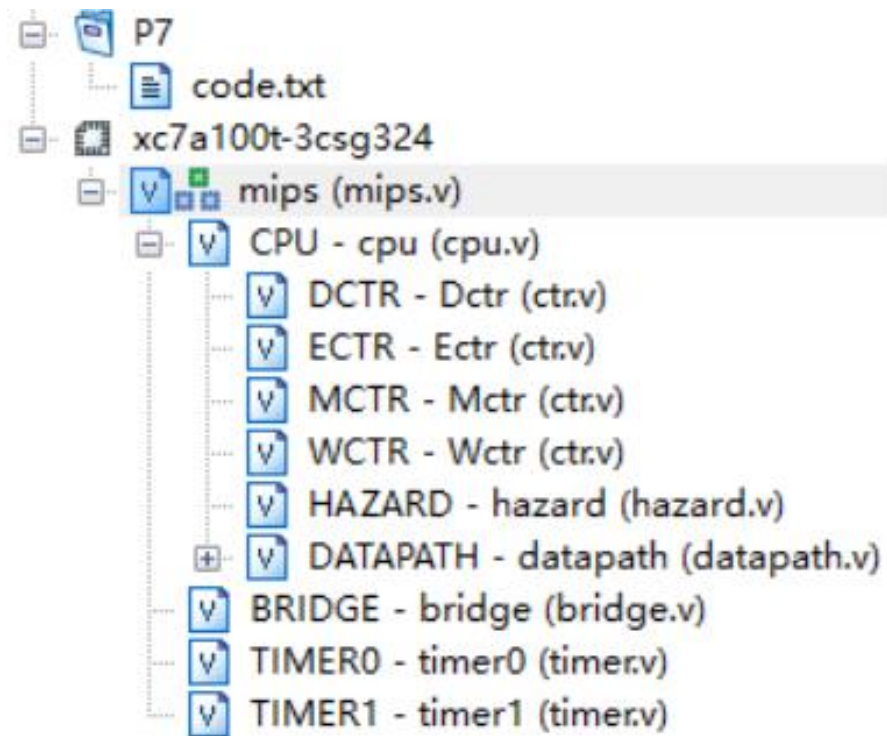 P7
code.txt
xc7a100t-3csg324
mips (mips.v)
CPU - cpu (cpu.v)
DCTR - Dctr (ctr.v)
ECTR - Ectr (ctr.v)
MCTR - Mctr (ctr.v)
WCTR - Wctr (ctr.v)
HAZARD - hazard (hazard.v)
DATAPATH - datapath (datapath.v)
BRIDGE - bridge (bridge.v)
TIMER0 - timer0 (timer.v)
TIMER1 - timer1 (timer.v)